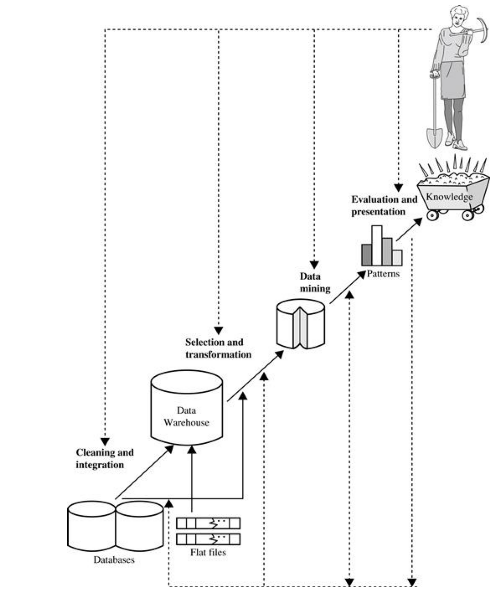 Knowledge
Evaluation and
presentation
Patterns
Data
mining
Selection and
transformation
Data
Warehouse
Cleaning and
integration
Flat files
Databases